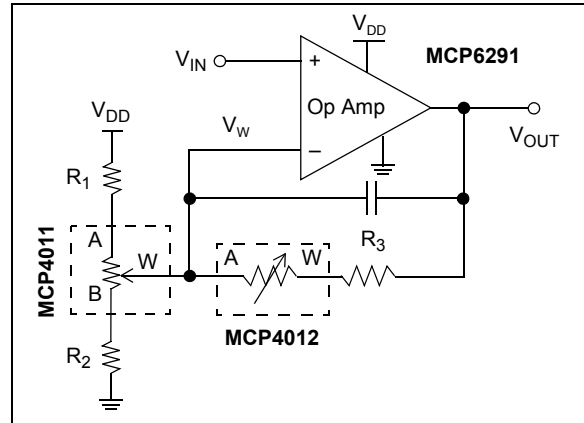 V_DD
MCP6291
V_IN
+
Op Amp
V_DD
V_W
–
V_OUT
R_1
A
W
B
MCP4011
R_3
A
W
MCP4012
R_2